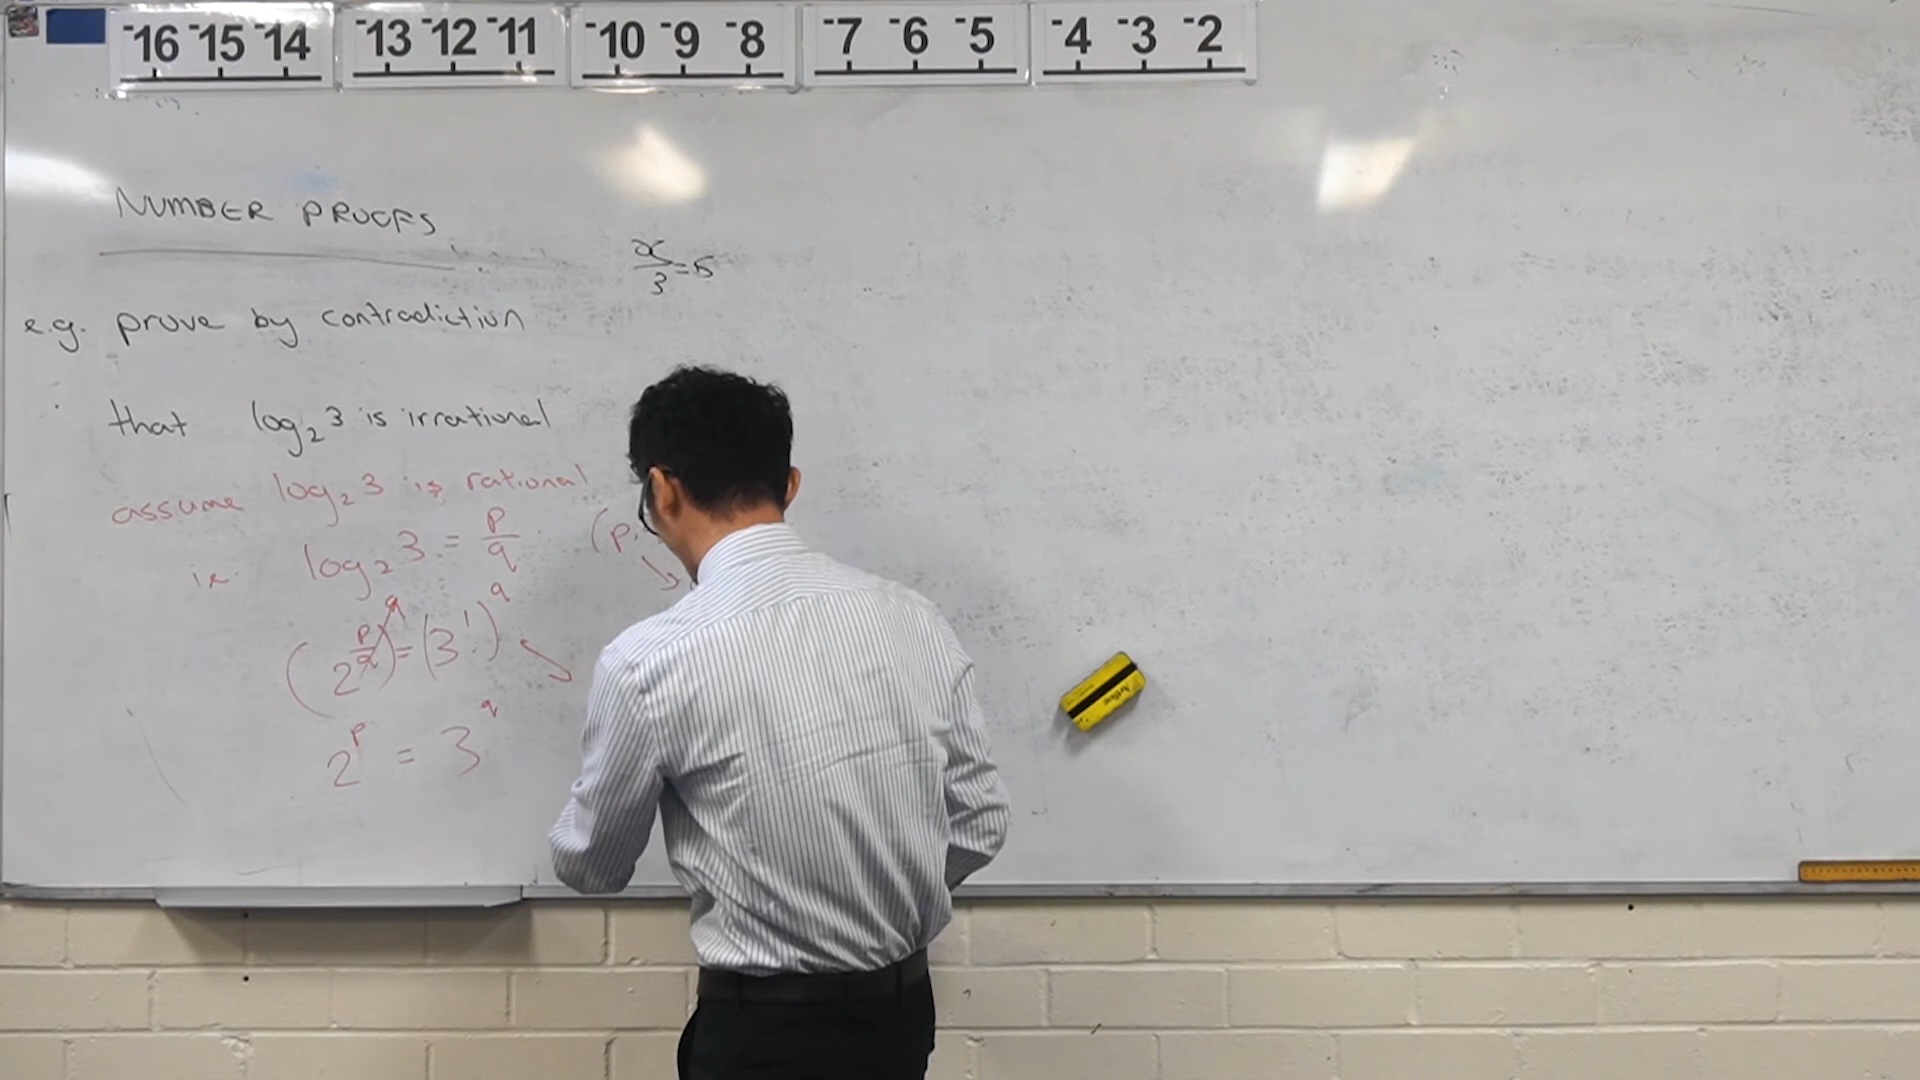 -16 -15 -14 -13 -12 -11 -10 -9 -8 -7 -6 -5 -4 -3 -2
NUMBER PROOFS
x/3 = 5
e.g. prove by contradiction
that log₂3 is irrational
assume log₂3 is rational
i.e. log₂3 = p/q (p,
(2^(p/q))^q = (3¹)^q
2^p = 3^q